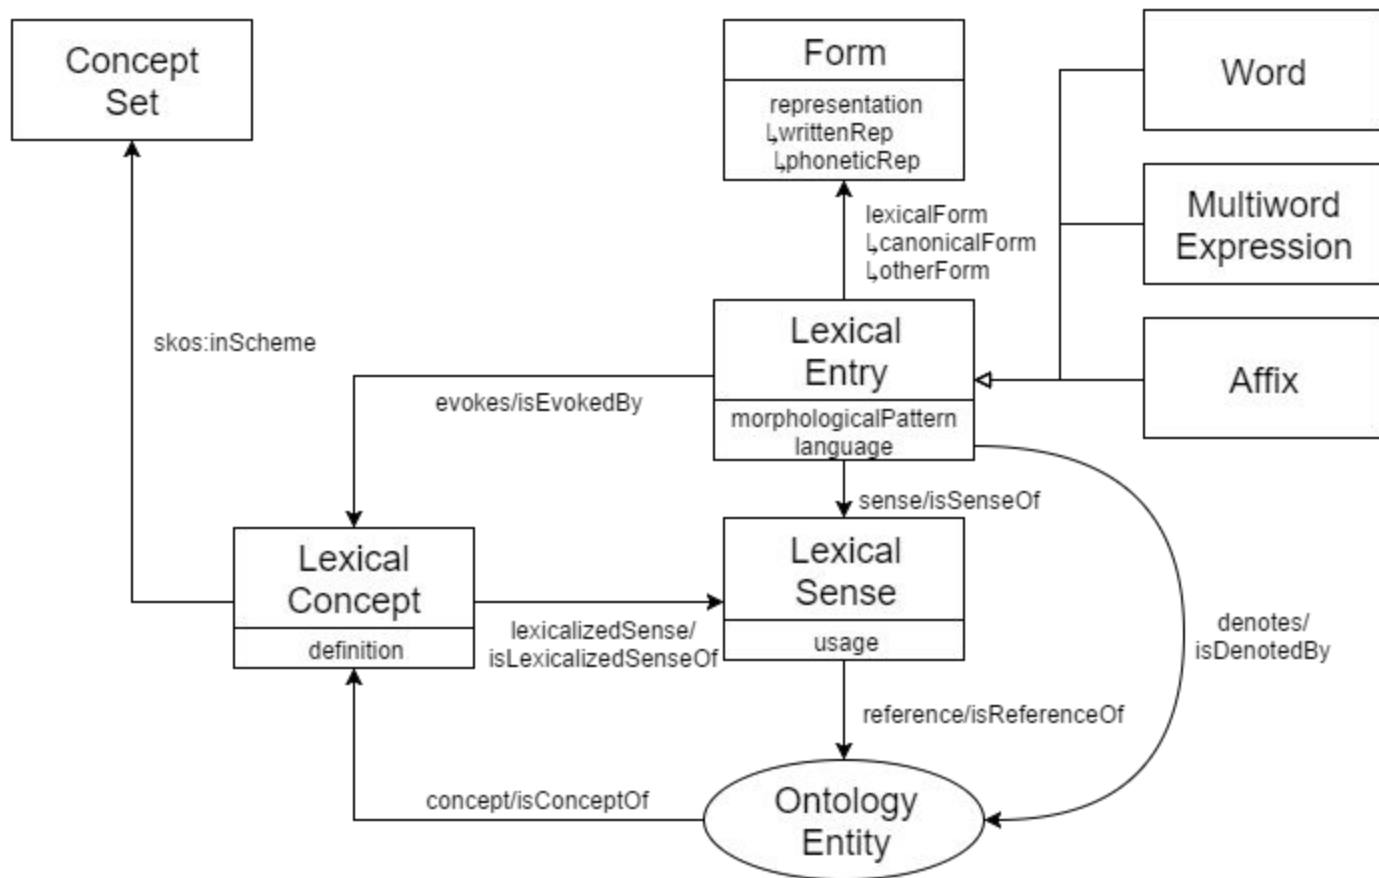 Concept
Set
Form
representation
↳writtenRep
↳phoneticRep
Word
Multiword
Expression
Affix
lexicalForm
↳canonicalForm
↳otherForm
skos:inScheme
Lexical
Entry
morphologicalPattern
language
evokes/isEvokedBy
sense/isSenseOf
Lexical
Concept
definition
lexicalizedSense/
isLexicalizedSenseOf
Lexical
Sense
usage
denotes/
isDenotedBy
reference/isReferenceOf
concept/isConceptOf
Ontology
Entity